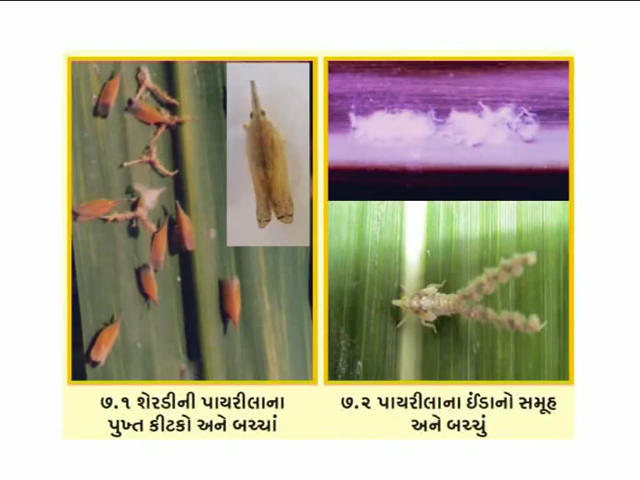 ૭.૧ શેરડીની પાયરીલાના
પુખ્ત કીટકો અને બચ્ચાં
૭.૨ પાયરીલાના ઈંડાનો સમૂહ
અને બચ્ચું